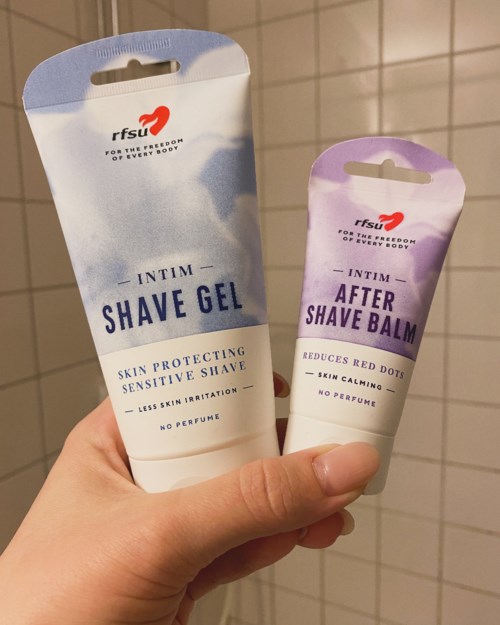 rfsu
FOR THE FREEDOM
OF EVERY BODY
— INTIM —
SHAVE GEL
SKIN PROTECTING
SENSITIVE SHAVE
— LESS SKIN IRRITATION —
NO PERFUME
rfsu
FOR THE FREEDOM
OF EVERY BODY
— INTIM —
AFTER
SHAVE BALM
REDUCES RED DOTS
— SKIN CALMING —
NO PERFUME